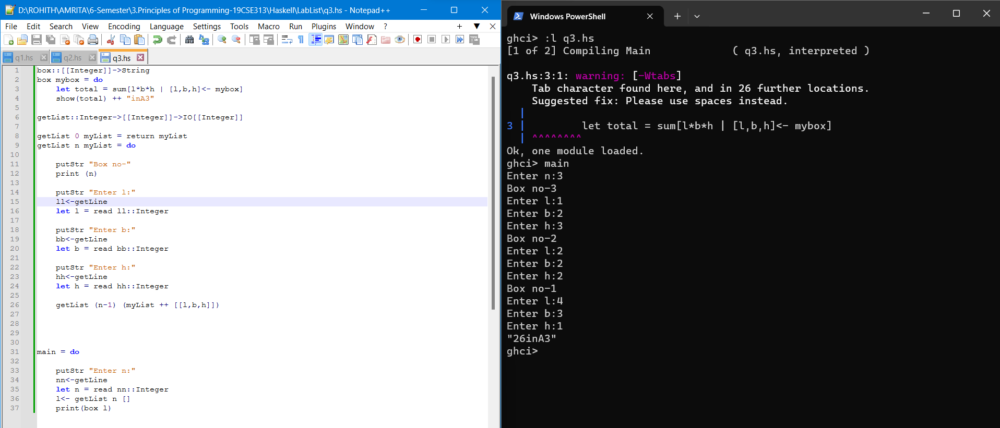 D:\ROHITH\AMRITA\6-Semester\3.Principles of Programming-19CSE313\Haskell\LabList\q3.hs - Notepad++
File Edit Search View Encoding Language Settings Tools Macro Run Plugins Window ?
q1.hs q2.hs q3.hs
1 box::[[Integer]]->String
2 box mybox = do
3 let total = sum[l*b*h | [l,b,h]<- mybox]
4 show(total) ++ "inA3"
5
6 getList::Integer->[[Integer]]->IO[[Integer]]
7
8 getList 0 myList = return myList
9 getList n myList = do
10
11 putStr "Box no-"
12 print (n)
13
14 putStr "Enter l:"
15 ll<-getLine
16 let l = read ll::Integer
17
18 putStr "Enter b:"
19 bb<-getLine
20 let b = read bb::Integer
21
22 putStr "Enter h:"
23 hh<-getLine
24 let h = read hh::Integer
25
26 getList (n-1) (myList ++ [[l,b,h]])
27
28
29
30
31 main = do
32
33 putStr "Enter n:"
34 nn<-getLine
35 let n = read nn::Integer
36 l<- getList n []
37 print(box l)
Windows PowerShell
ghci> :l q3.hs
[1 of 2] Compiling Main ( q3.hs, interpreted )
q3.hs:3:1: warning: [-Wtabs]
Tab character found here, and in 26 further locations.
Suggested fix: Please use spaces instead.
|
3 | let total = sum[l*b*h | [l,b,h]<- mybox]
| ^^^^^^^^
Ok, one module loaded.
ghci> main
Enter n:3
Box no-3
Enter l:1
Enter b:2
Enter h:3
Box no-2
Enter l:2
Enter b:2
Enter h:2
Box no-1
Enter l:4
Enter b:3
Enter h:1
"26inA3"
ghci>